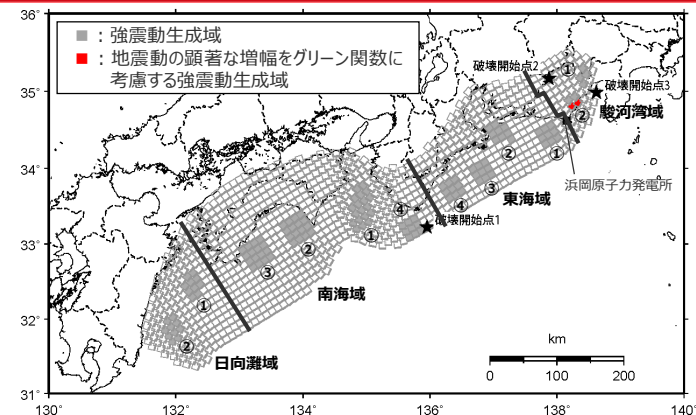 ■：強震動生成域
■：地震動の顕著な増幅をグリーン関数に
考慮する強震動生成域
36°
35°
34°
33°
32°
31°
130°
132°
134°
136°
138°
140°
破壊開始点2
①
破壊開始点3
②
駿河湾域
②
①
浜岡原子力発電所
③
東海域
④
④
破壊開始点1
①
②
③
南海域
①
②
日向灘域
km
0
100
200